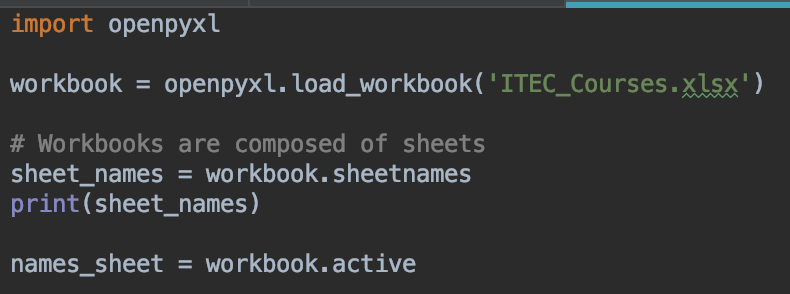 import openpyxl
workbook = openpyxl.load_workbook('ITEC_Courses.xlsx')
# Workbooks are composed of sheets
sheet_names = workbook.sheetnames
print(sheet_names)
names_sheet = workbook.active